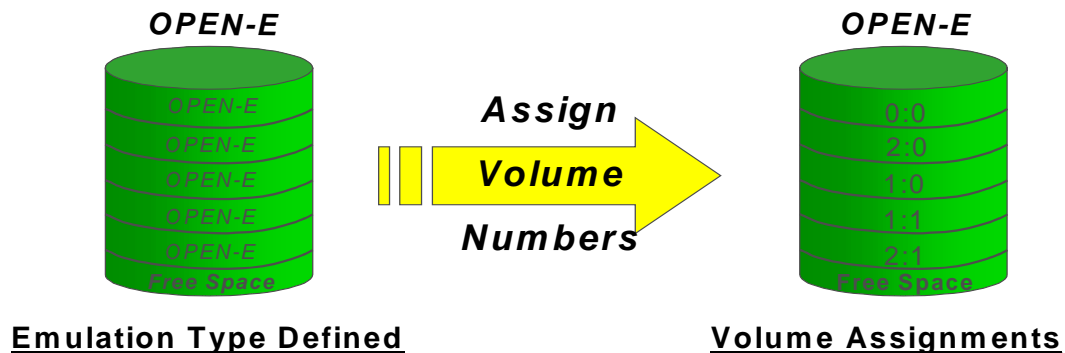 OPEN-E
OPEN-E
OPEN-E
OPEN-E
OPEN-E
OPEN-E
Free Space
Emulation Type Defined
Assign
Volume
Numbers
OPEN-E
0:0
2:0
1:0
1:1
2:1
Free Space
Volume Assignments